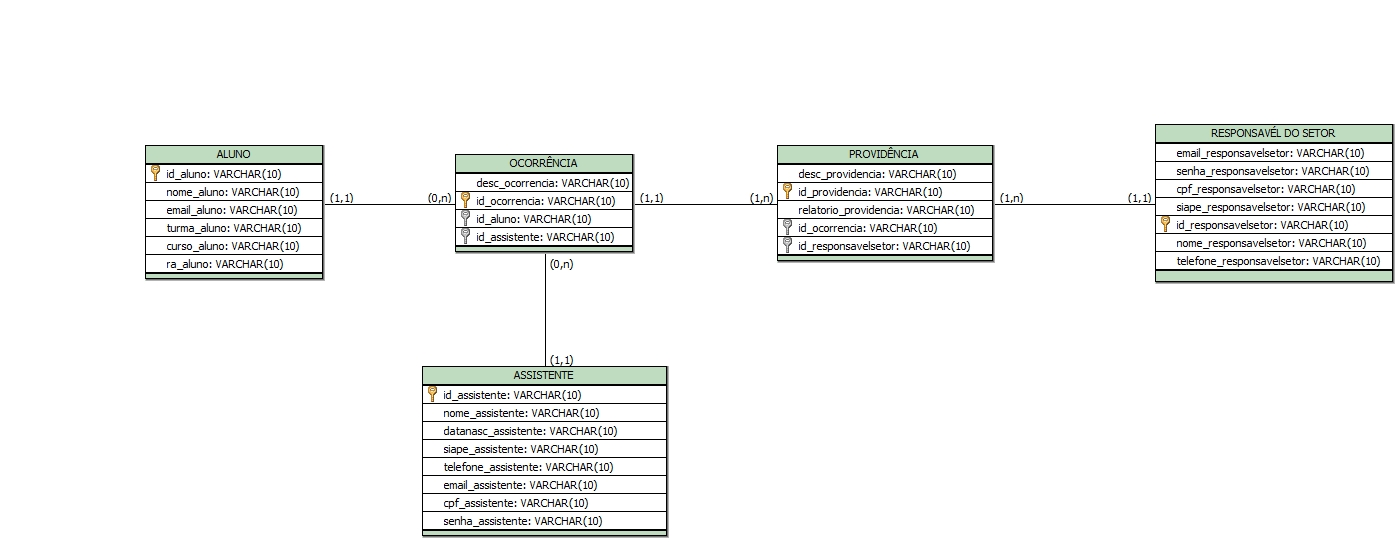 ALUNO
id_aluno: VARCHAR(10)
nome_aluno: VARCHAR(10)
email_aluno: VARCHAR(10)
turma_aluno: VARCHAR(10)
curso_aluno: VARCHAR(10)
ra_aluno: VARCHAR(10)
(1,1)
(0,n)
OCORRÊNCIA
desc_ocorrencia: VARCHAR(10)
id_ocorrencia: VARCHAR(10)
id_aluno: VARCHAR(10)
id_assistente: VARCHAR(10)
(1,1)
(1,n)
PROVIDÊNCIA
desc_providencia: VARCHAR(10)
id_providencia: VARCHAR(10)
relatorio_providencia: VARCHAR(10)
id_ocorrencia: VARCHAR(10)
id_responsavelsetor: VARCHAR(10)
(1,n)
(1,1)
RESPONSAVÉL DO SETOR
email_responsavelsetor: VARCHAR(10)
senha_responsavelsetor: VARCHAR(10)
cpf_responsavelsetor: VARCHAR(10)
siape_responsavelsetor: VARCHAR(10)
id_responsavelsetor: VARCHAR(10)
nome_responsavelsetor: VARCHAR(10)
telefone_responsavelsetor: VARCHAR(10)
(0,n)
(1,1)
ASSISTENTE
id_assistente: VARCHAR(10)
nome_assistente: VARCHAR(10)
datanasc_assistente: VARCHAR(10)
siape_assistente: VARCHAR(10)
telefone_assistente: VARCHAR(10)
email_assistente: VARCHAR(10)
cpf_assistente: VARCHAR(10)
senha_assistente: VARCHAR(10)